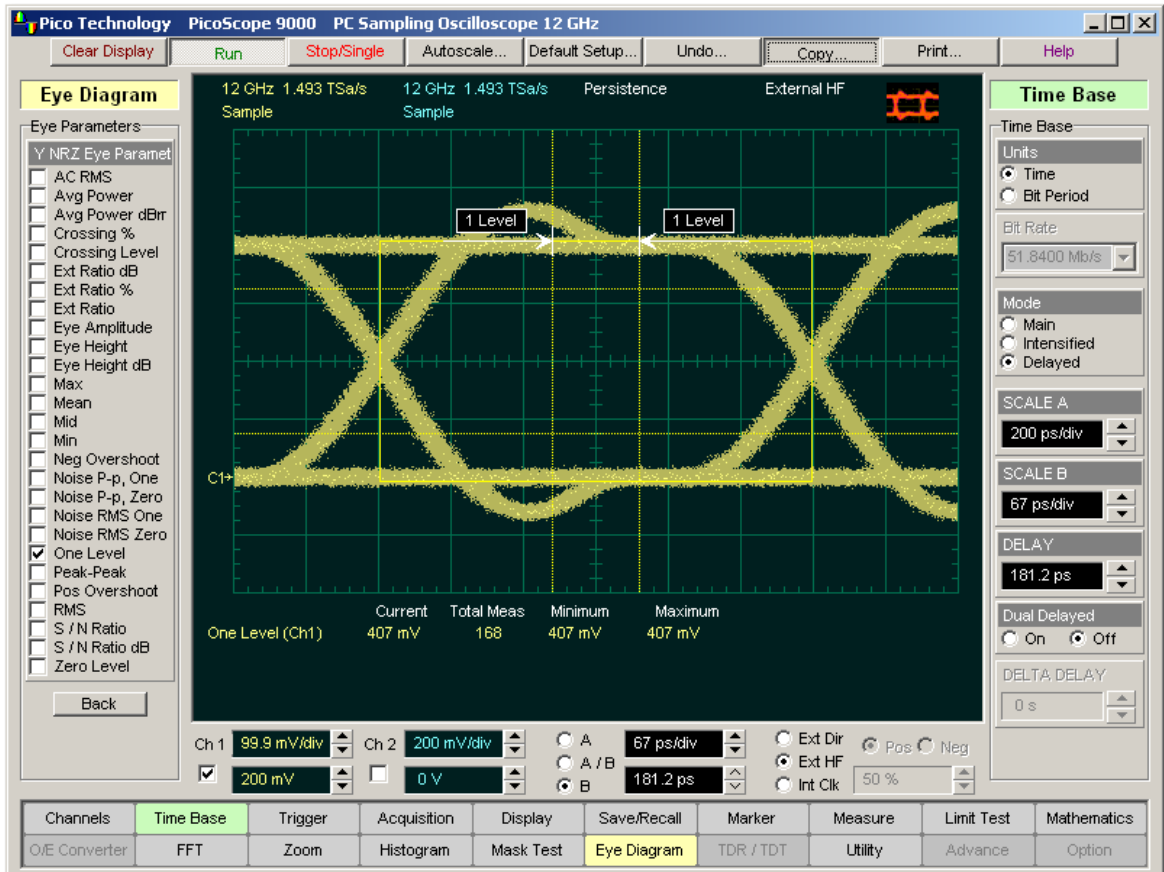 Pico Technology PicoScope 9000 PC Sampling Oscilloscope 12 GHz
Clear Display Run Stop/Single Autoscale... Default Setup... Undo... Copy... Print... Help
Eye Diagram
Eye Parameters
Y NRZ Eye Paramet
AC RMS
Avg Power
Avg Power dBm
Crossing %
Crossing Level
Ext Ratio dB
Ext Ratio %
Ext Ratio
Eye Amplitude
Eye Height
Eye Height dB
Max
Mean
Mid
Min
Neg Overshoot
Noise P-p, One
Noise P-p, Zero
Noise RMS One
Noise RMS Zero
One Level
Peak-Peak
Pos Overshoot
RMS
S / N Ratio
S / N Ratio dB
Zero Level
Back
12 GHz 1.493 TSa/s 12 GHz 1.493 TSa/s Persistence External HF
Sample Sample
1 Level 1 Level
C1
Current Total Meas Minimum Maximum
One Level (Ch1) 407 mV 168 407 mV 407 mV
Time Base
Time Base
Units
Time
Bit Period
Bit Rate
51.8400 Mb/s
Mode
Main
Intensified
Delayed
SCALE A
200 ps/div
SCALE B
67 ps/div
DELAY
181.2 ps
Dual Delayed
On Off
DELTA DELAY
0 s
Ch 1 99.9 mV/div Ch 2 200 mV/div A 67 ps/div Ext Dir Pos Neg
A / B Ext HF
200 mV 0 V B 181.2 ps Int Clk 50 %
Channels Time Base Trigger Acquisition Display Save/Recall Marker Measure Limit Test Mathematics
O/E Converter FFT Zoom Histogram Mask Test Eye Diagram TDR / TDT Utility Advance Option